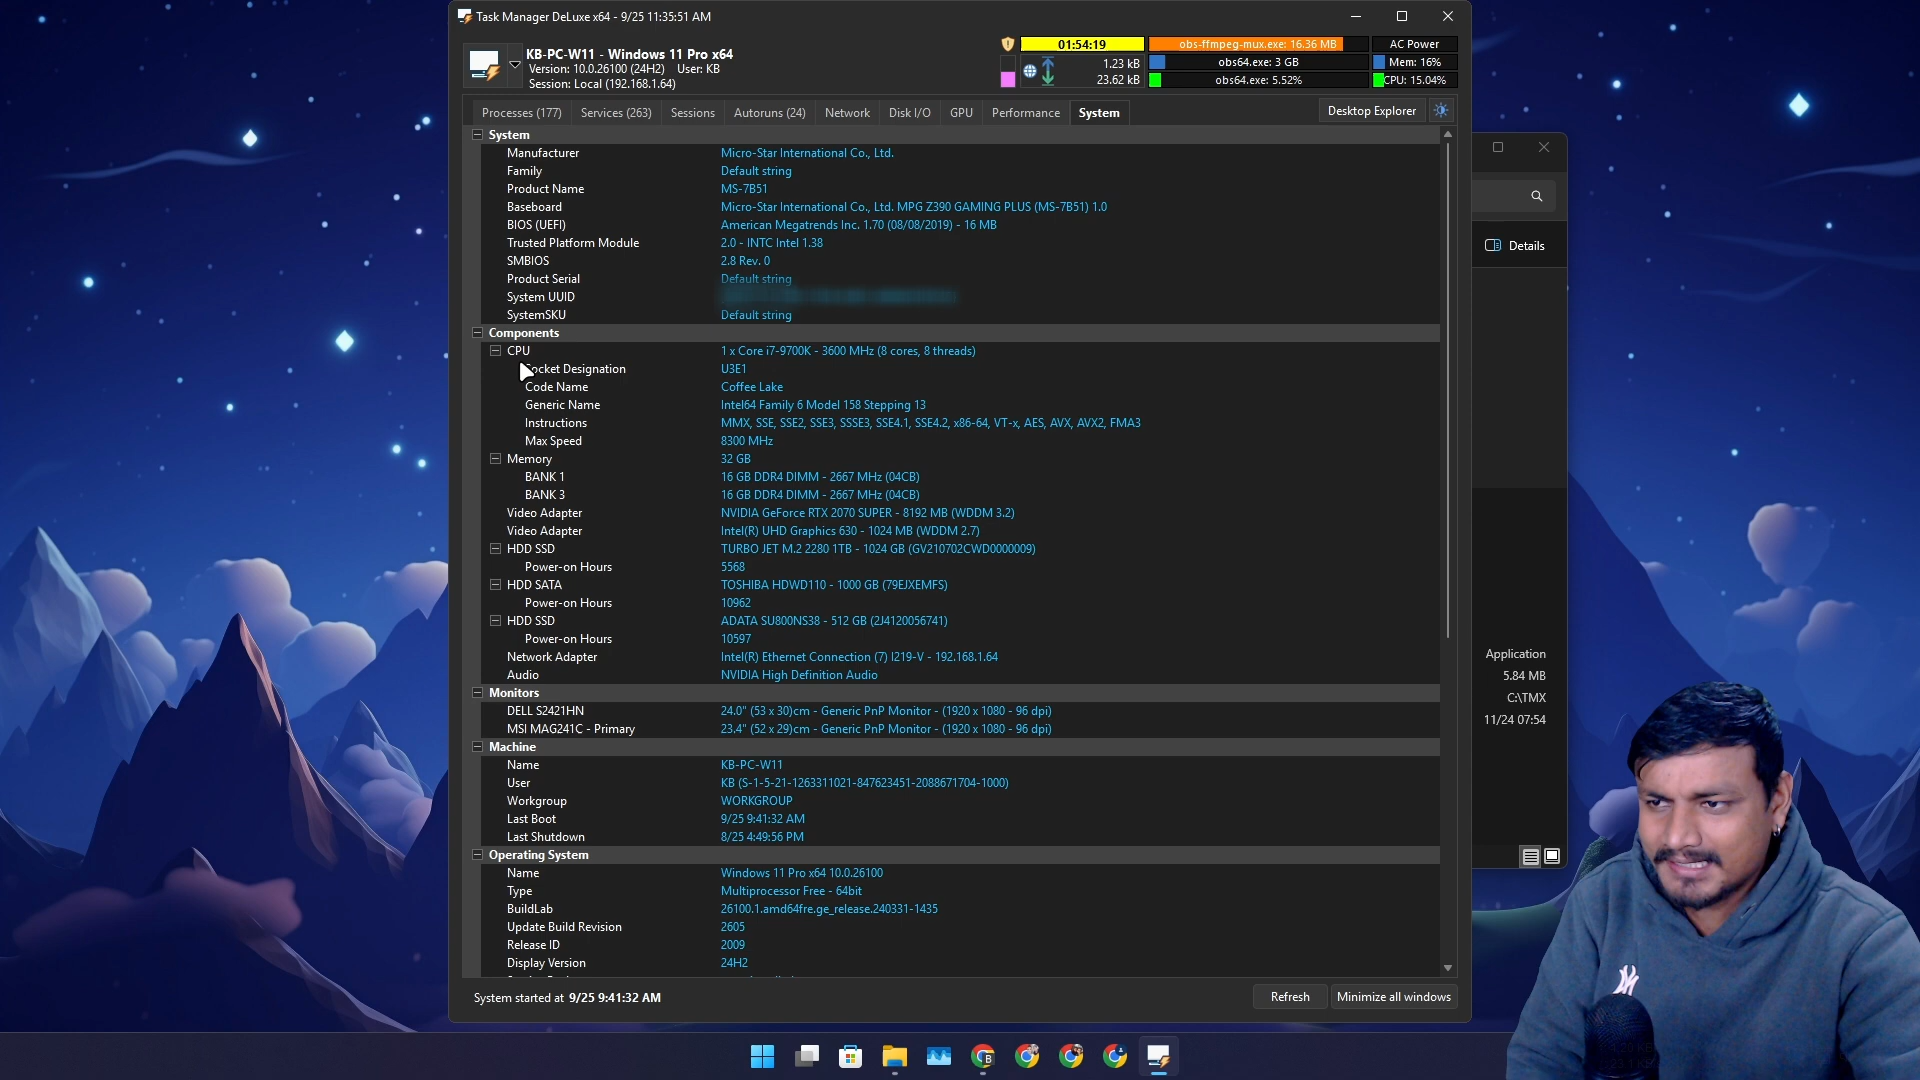 Task Manager DeLuxe x64 - 9/25 11:35:51 AM
KB-PC-W11 - Windows 11 Pro x64
Version: 10.0.26100 (24H2) User: KB
Session: Local (192.168.1.64)
01:54:19 obs-ffmpeg-mux.exe: 16.36 MB AC Power
1.23 kB obs64.exe: 3 GB Mem: 16%
23.62 kB obs64.exe: 5.52% CPU: 15.04%
Processes (177) Services (263) Sessions Autoruns (24) Network Disk I/O GPU Performance System Desktop Explorer
System
Manufacturer Micro-Star International Co., Ltd.
Family Default string
Product Name MS-7B51
Baseboard Micro-Star International Co., Ltd. MPG Z390 GAMING PLUS (MS-7B51) 1.0
BIOS (UEFI) American Megatrends Inc. 1.70 (08/08/2019) - 16 MB
Trusted Platform Module 2.0 - INTC Intel 1.38
SMBIOS 2.8 Rev. 0
Product Serial Default string
System UUID
SystemSKU Default string
Components
CPU 1 x Core i7-9700K - 3600 MHz (8 cores, 8 threads)
ocket Designation U3E1
Code Name Coffee Lake
Generic Name Intel64 Family 6 Model 158 Stepping 13
Instructions MMX, SSE, SSE2, SSE3, SSSE3, SSE4.1, SSE4.2, x86-64, VT-x, AES, AVX, AVX2, FMA3
Max Speed 8300 MHz
Memory 32 GB
BANK 1 16 GB DDR4 DIMM - 2667 MHz (04CB)
BANK 3 16 GB DDR4 DIMM - 2667 MHz (04CB)
Video Adapter NVIDIA GeForce RTX 2070 SUPER - 8192 MB (WDDM 3.2)
Video Adapter Intel(R) UHD Graphics 630 - 1024 MB (WDDM 2.7)
HDD SSD TURBO JET M.2 2280 1TB - 1024 GB (GV210702CWD0000009)
Power-on Hours 5568
HDD SATA TOSHIBA HDWD110 - 1000 GB (79EJXEMFS)
Power-on Hours 10962
HDD SSD ADATA SU800NS38 - 512 GB (2J4120056741)
Power-on Hours 10597
Network Adapter Intel(R) Ethernet Connection (7) I219-V - 192.168.1.64
Audio NVIDIA High Definition Audio
Monitors
DELL S2421HN 24.0" (53 x 30)cm - Generic PnP Monitor - (1920 x 1080 - 96 dpi)
MSI MAG241C - Primary 23.4" (52 x 29)cm - Generic PnP Monitor - (1920 x 1080 - 96 dpi)
Machine
Name KB-PC-W11
User KB (S-1-5-21-1263311021-847623451-2088671704-1000)
Workgroup WORKGROUP
Last Boot 9/25 9:41:32 AM
Last Shutdown 8/25 4:49:56 PM
Operating System
Name Windows 11 Pro x64 10.0.26100
Type Multiprocessor Free - 64bit
BuildLab 26100.1.amd64fre.ge_release.240331-1435
Update Build Revision 2605
Release ID 2009
Display Version 24H2
System started at 9/25 9:41:32 AM Refresh Minimize all windows
Details
Application
5.84 MB
C:\TMX
11/24 07:54